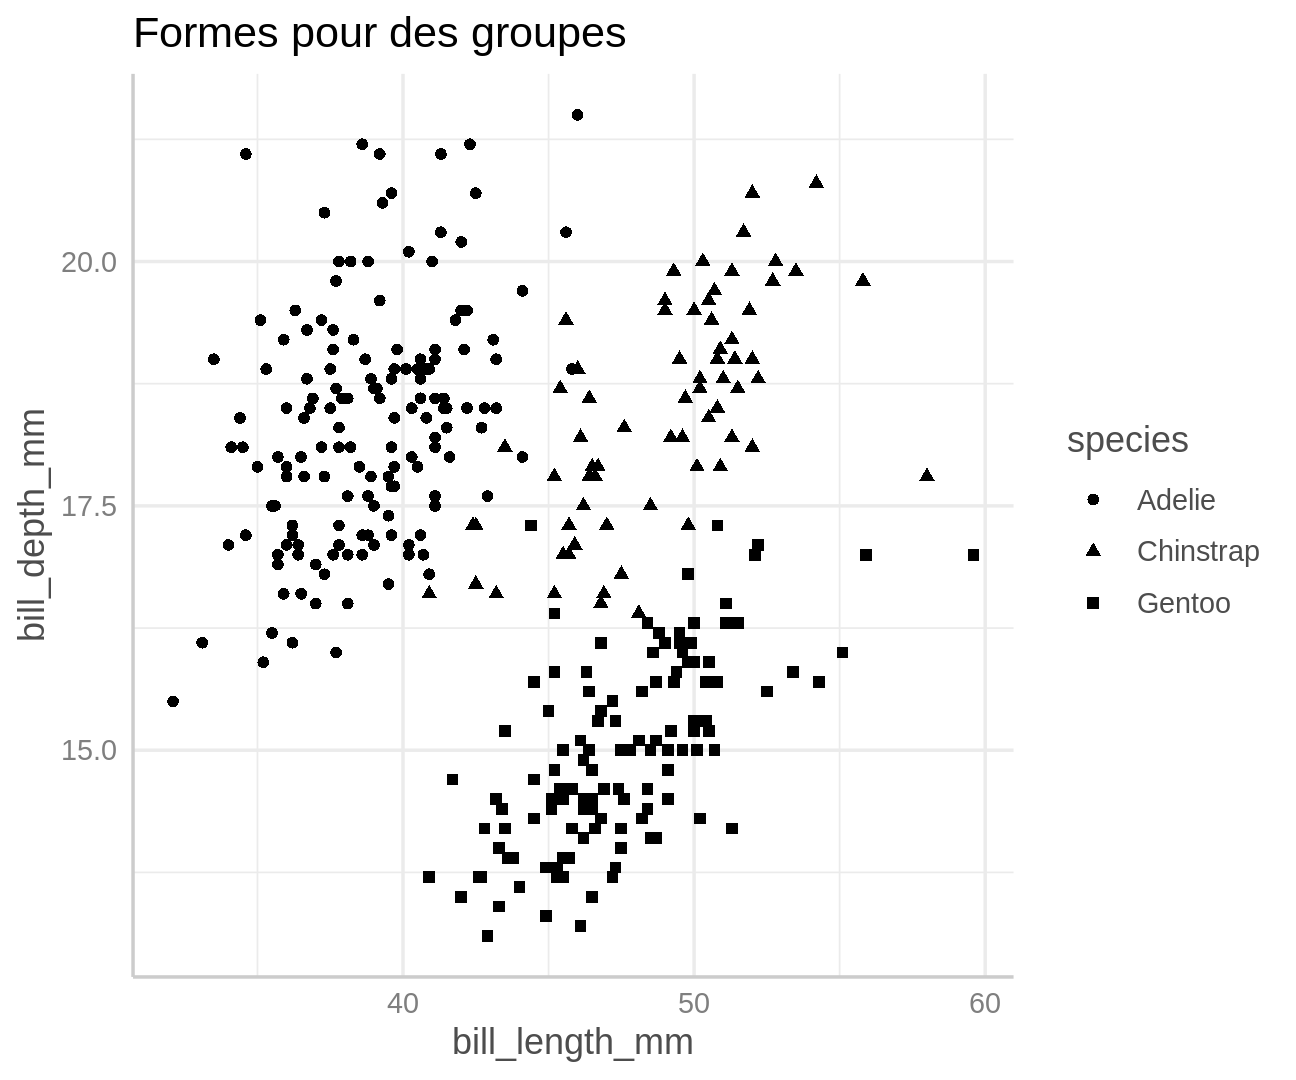 Formes pour des groupes
20.0
17.5
15.0
bill_depth_mm
40 50 60
bill_length_mm
species
Adelie
Chinstrap
Gentoo